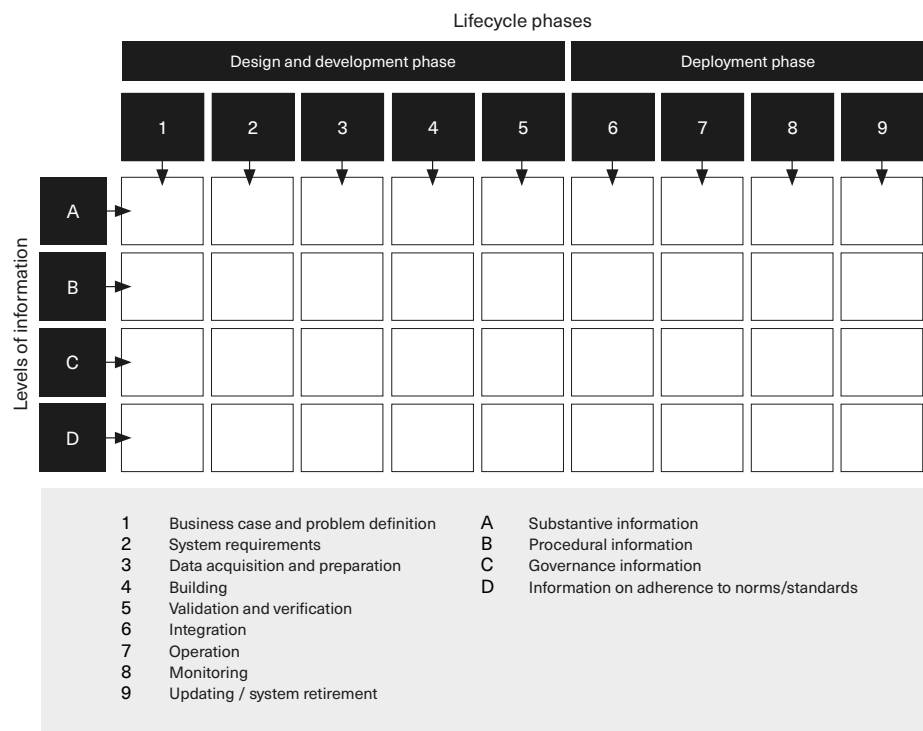 Lifecycle phases
Design and development phase
Deployment phase
1
2
3
4
5
6
7
8
9
Levels of information
A
B
C
D
1 Business case and problem definition
2 System requirements
3 Data acquisition and preparation
4 Building
5 Validation and verification
6 Integration
7 Operation
8 Monitoring
9 Updating / system retirement
A Substantive information
B Procedural information
C Governance information
D Information on adherence to norms/standards